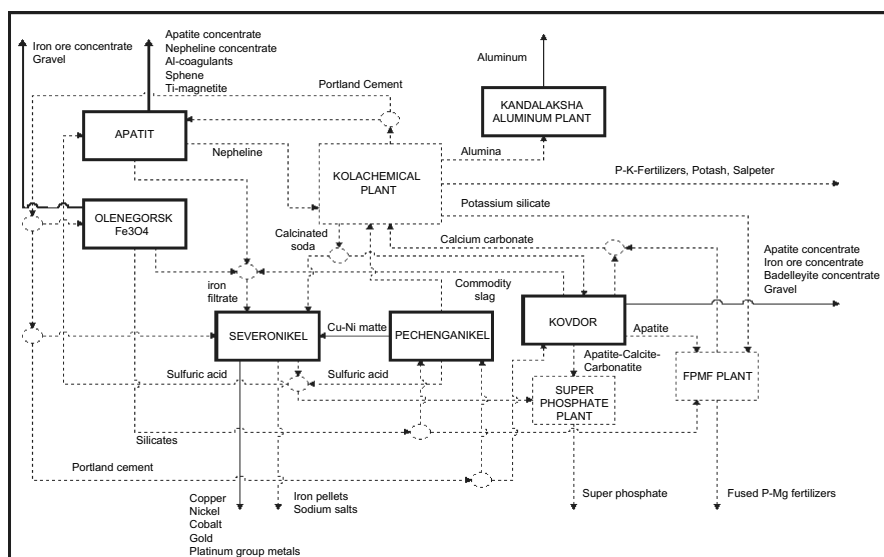 Iron ore concentrate
Gravel
Apatite concentrate
Nepheline concentrate
Al-coagulants
Sphene
Ti-magnetite
Portland Cement
Aluminum
KANDALAKSHA
ALUMINUM PLANT
APATIT
Nepheline
KOLACHEMICAL
PLANT
Alumina
P-K-Fertilizers, Potash, Salpeter
Potassium silicate
OLENEGORSK
Fe3O4
Calcinated
soda
Calcium carbonate
Apatite concentrate
Iron ore concentrate
Badelleyite concentrate
Gravel
iron
filtrate
Commodity
slag
SEVERONIKEL
Cu-Ni matte
PECHENGANIKEL
KOVDOR
Apatite
Apatite-Calcite-
Carbonatite
FPMF PLANT
Sulfuric acid
Sulfuric acid
SUPER
PHOSPHATE
PLANT
Silicates
Portland cement
Copper
Nickel
Cobalt
Gold
Platinum group metals
Iron pellets
Sodium salts
Super phosphate
Fused P-Mg fertilizers